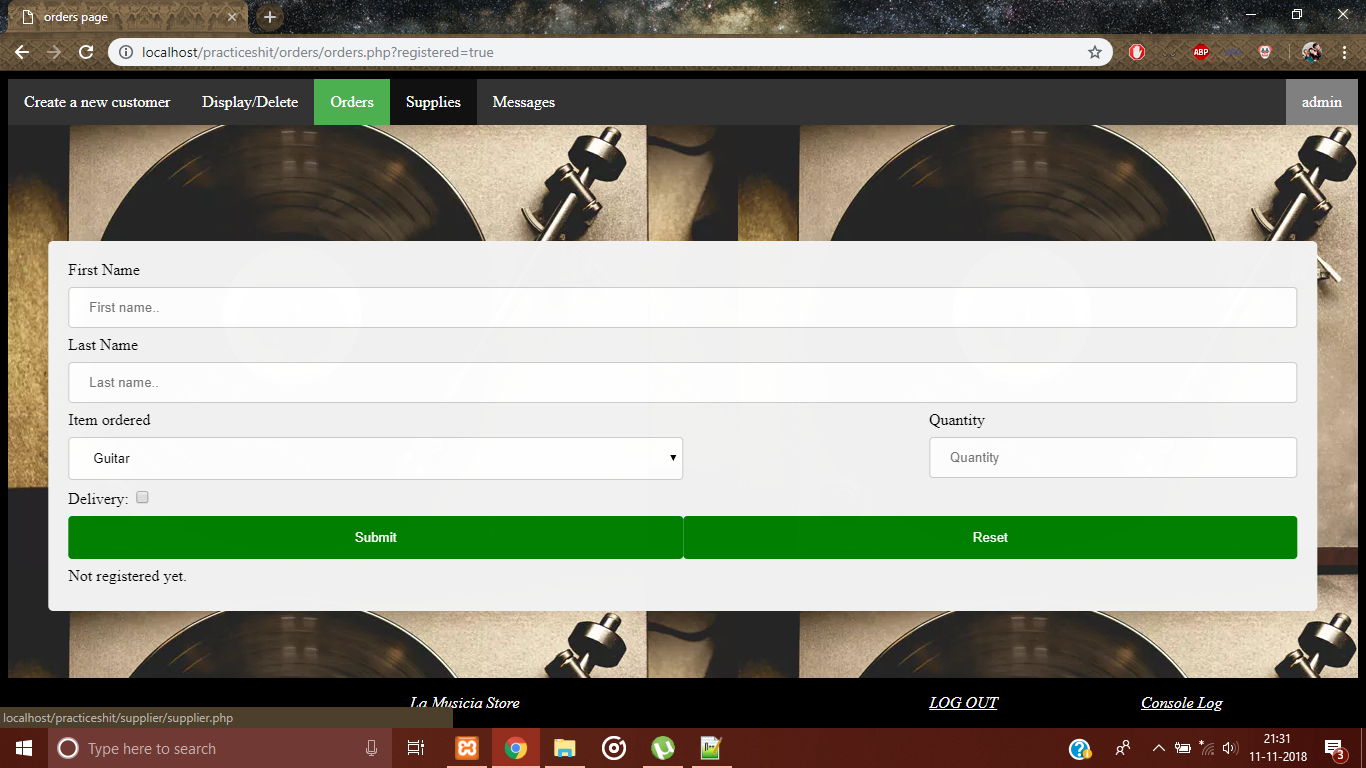 orders page
localhost/practiceshit/orders/orders.php?registered=true
ABP
Create a new customer Display/Delete Orders Supplies Messages admin
First Name
First name..
Last Name
Last name..
Item ordered Quantity
Guitar Quantity
Delivery:
Submit Reset
Not registered yet.
La Musicia Store LOG OUT Console Log
localhost/practiceshit/supplier/supplier.php
Type here to search
21:31
11-11-2018
3